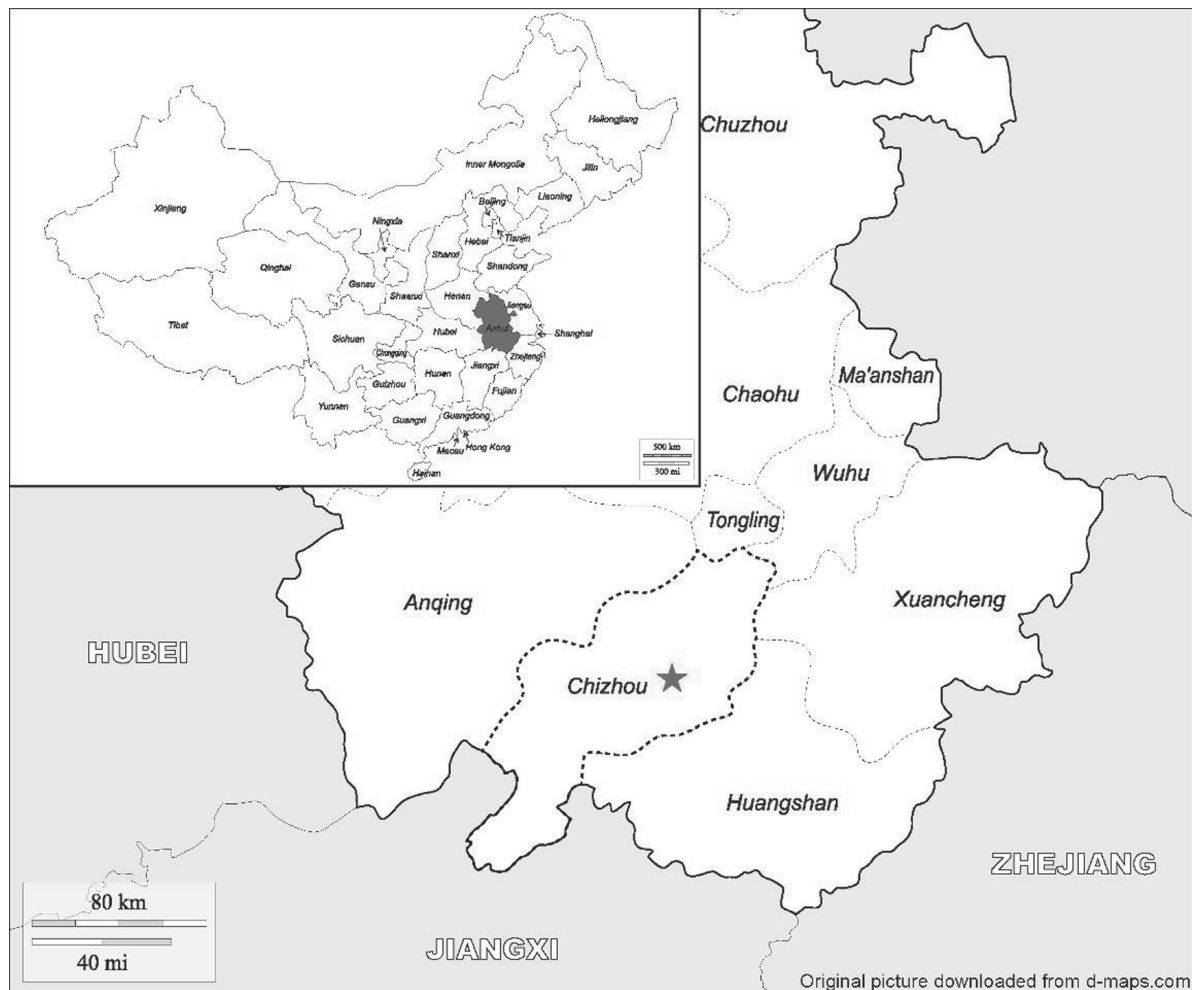 Heilongjiang
Jilin
Inner Mongolia
Liaoning
Beijing
Xinjiang
Ningxia
Tianjin
Hebei
Shanxi
Qinghai
Shandong
Gansu
Shaanxi
Henan
Jiangsu
Tibet
Anhui
Sichuan
Hubei
Shanghai
Chongqing
Zhejiang
Hunan
Jiangxi
Guizhou
Fujian
Yunnan
Guangxi
Guangdong
Macau
Hong Kong
Hainan
500 km
300 mi
Chuzhou
Ma'anshan
Chaohu
Wuhu
Tongling
Anqing
Xuancheng
HUBEI
Chizhou
Huangshan
ZHEJIANG
80 km
40 mi
JIANGXI
Original picture downloaded from d-maps.com